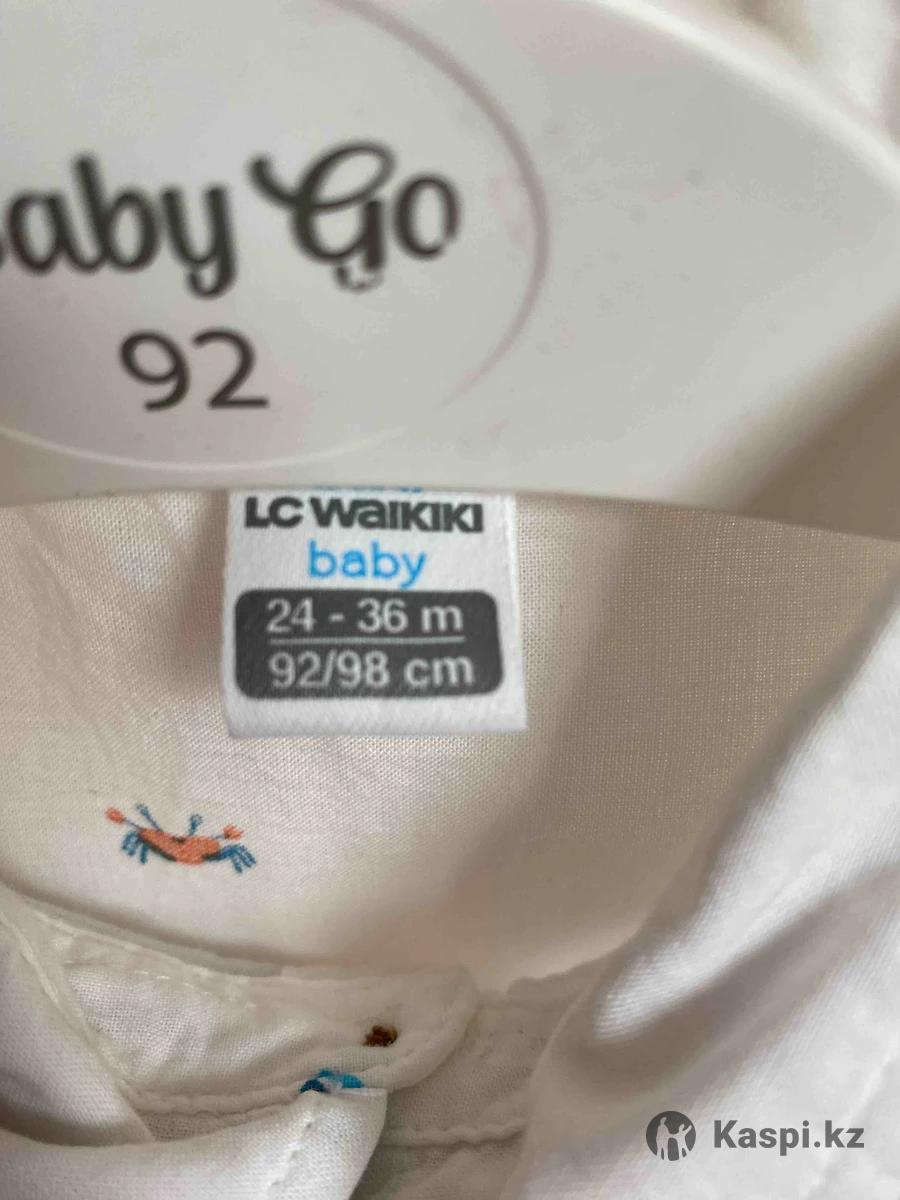 aby Go
92
LC WAIKIKI
baby
24 - 36 m
92/98 cm
Kaspi.kz